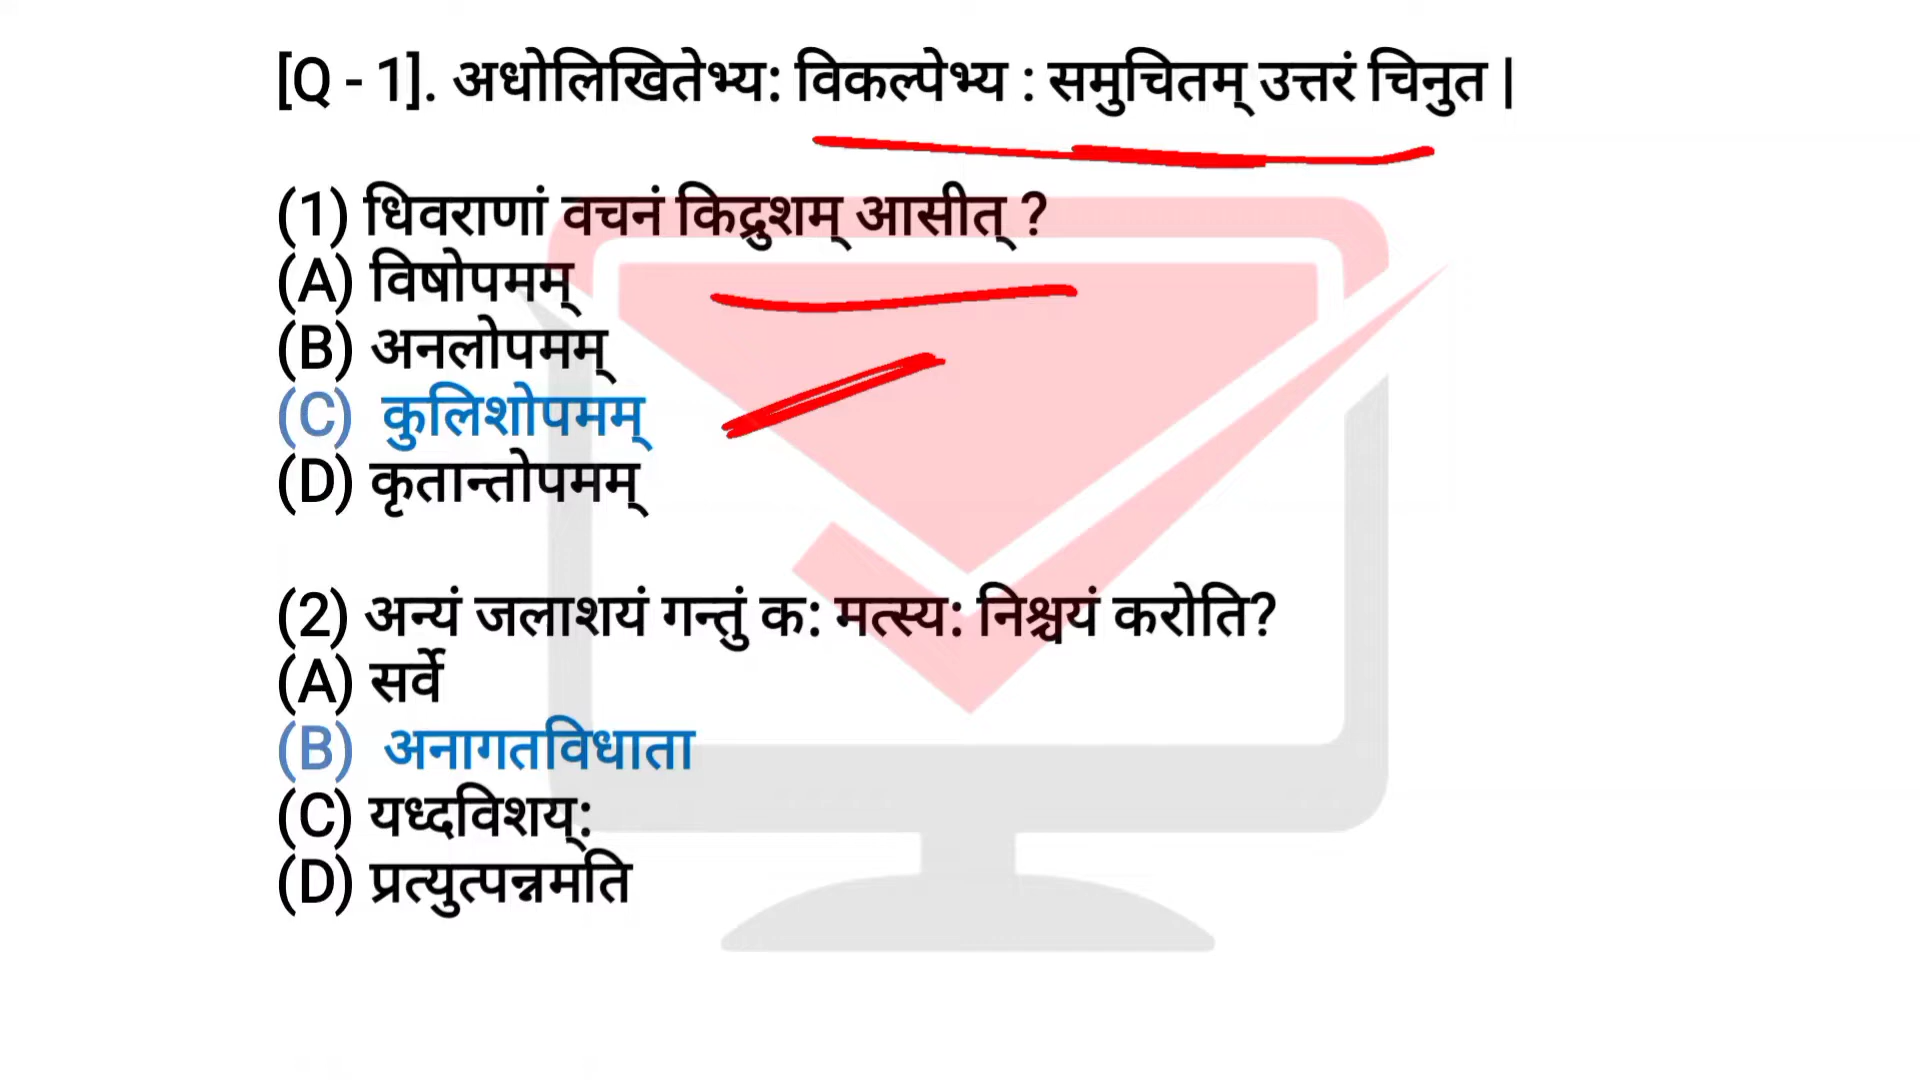 [Q - 1]. अधोलिखितेभ्य: विकल्पेभ्य : समुचितम् उत्तरं चिनुत |
(1) धिवराणां वचनं किद्रुशम् आसीत् ?
(A) विषोपमम्
(B) अनलोपमम्
(C) कुलिशोपमम्
(D) कृतान्तोपमम्
(2) अन्यं जलाशयं गन्तुं क: मत्स्य: निश्चयं करोति?
(A) सर्वे
(B) अनागतविधाता
(C) यध्दविशय्:
(D) प्रत्युत्पन्नमति